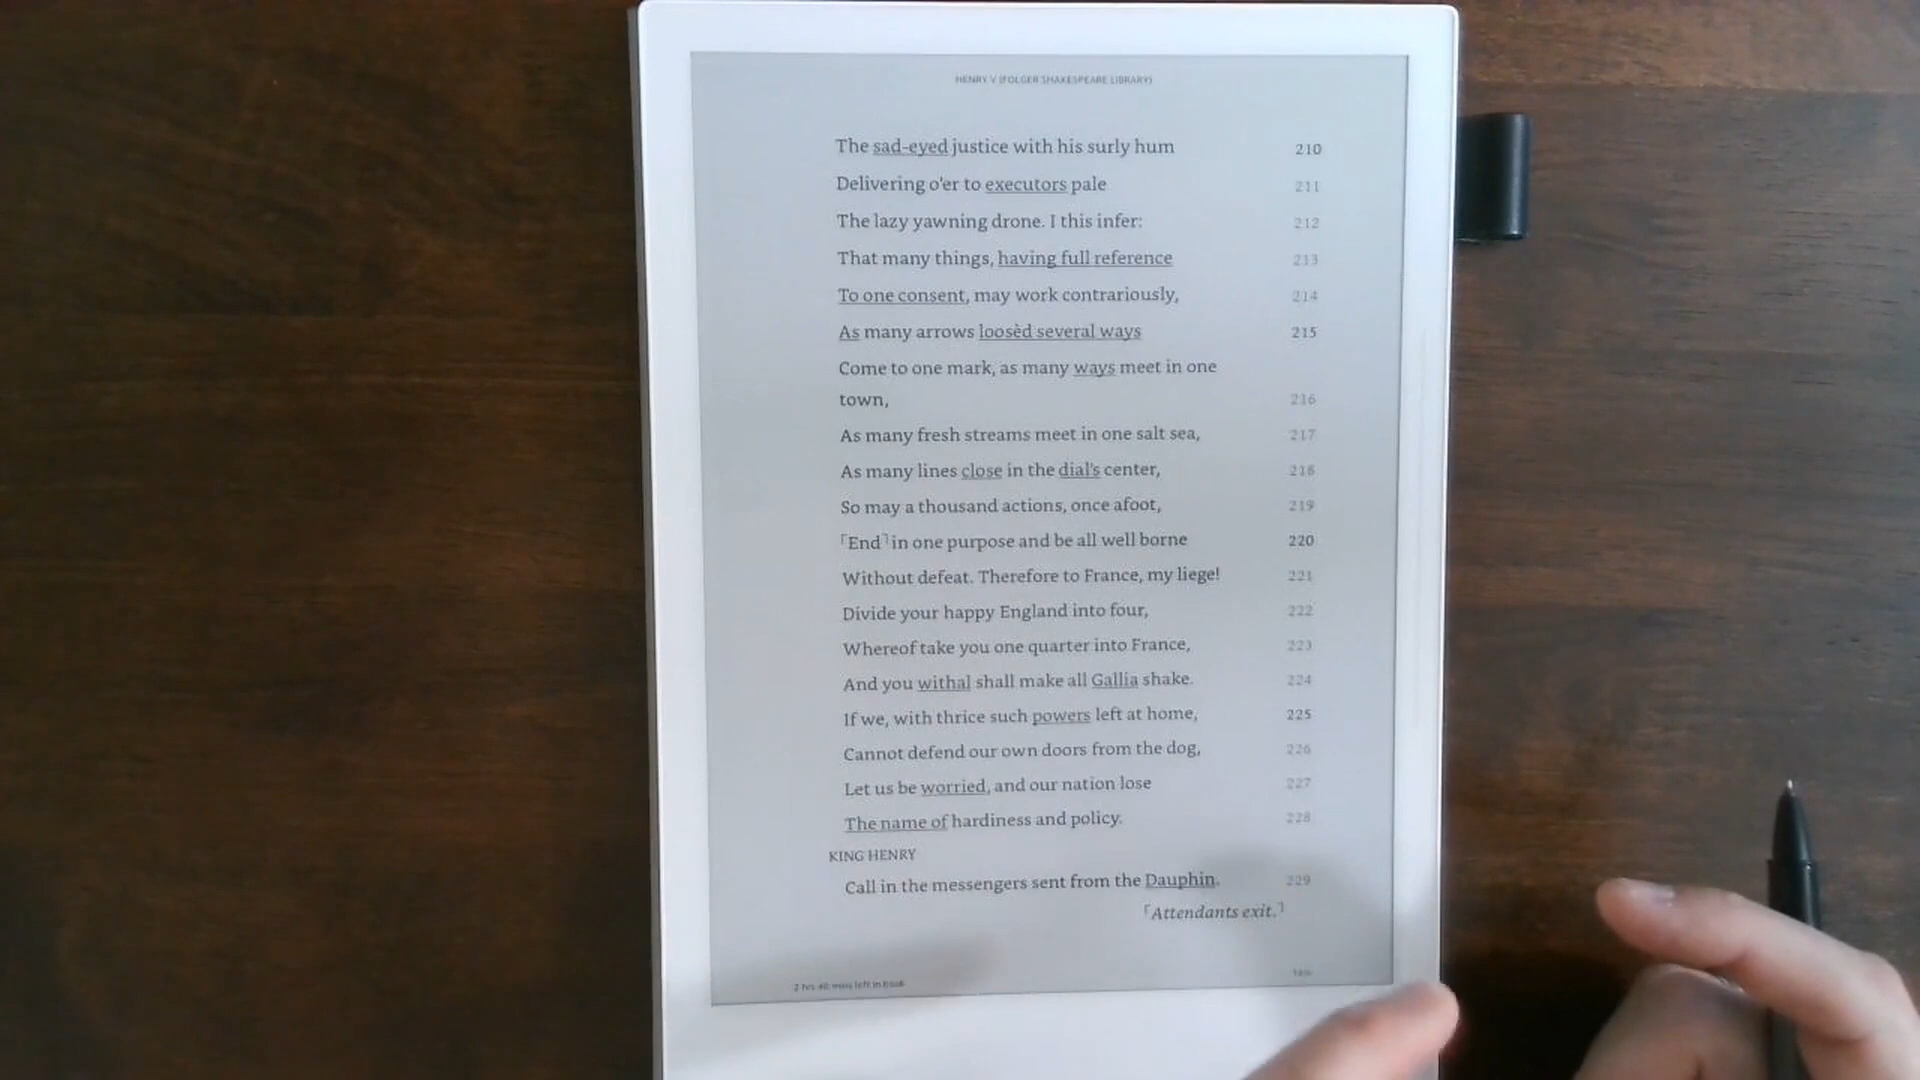 HENRY V (FOLGER SHAKESPEARE LIBRARY)
The sad-eyed justice with his surly hum 210
Delivering o'er to executors pale 211
The lazy yawning drone. I this infer: 212
That many things, having full reference 213
To one consent, may work contrariously, 214
As many arrows loosèd several ways 215
Come to one mark, as many ways meet in one
town, 216
As many fresh streams meet in one salt sea, 217
As many lines close in the dial's center, 218
So may a thousand actions, once afoot, 219
⌜End⌝ in one purpose and be all well borne 220
Without defeat. Therefore to France, my liege! 221
Divide your happy England into four, 222
Whereof take you one quarter into France, 223
And you withal shall make all Gallia shake. 224
If we, with thrice such powers left at home, 225
Cannot defend our own doors from the dog, 226
Let us be worried, and our nation lose 227
The name of hardiness and policy. 228
KING HENRY
Call in the messengers sent from the Dauphin. 229
⌜Attendants exit.⌝
2 hrs mins left in book